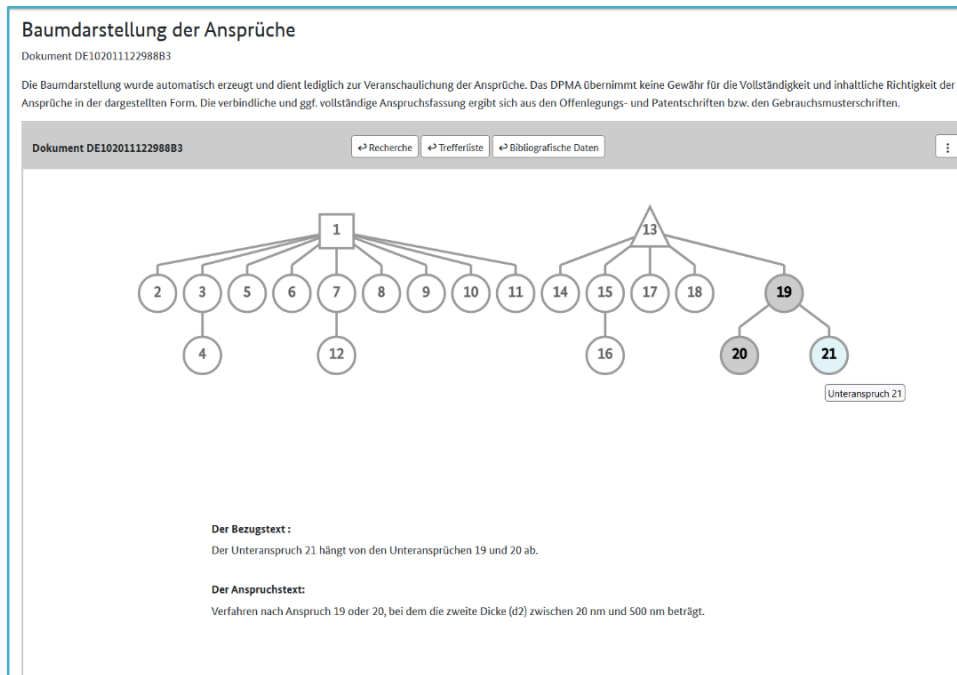 Baumdarstellung der Ansprüche
Dokument DE102011122988B3
Die Baumdarstellung wurde automatisch erzeugt und dient lediglich zur Veranschaulichung der Ansprüche. Das DPMA übernimmt keine Gewähr für die Vollständigkeit und inhaltliche Richtigkeit der
Ansprüche in der dargestellten Form. Die verbindliche und ggf. vollständige Anspruchsfassung ergibt sich aus den Offenlegungs- und Patentschriften bzw. den Gebrauchsmusterschriften.
Dokument DE102011122988B3 ↩ Recherche ↩ Trefferliste ↩ Bibliografische Daten ⋮
1 13
2 3 5 6 7 8 9 10 11 14 15 17 18 19
4 12 16 20 21
Unteranspruch 21
Der Bezugstext :
Der Unteranspruch 21 hängt von den Unteransprüchen 19 und 20 ab.
Der Anspruchstext:
Verfahren nach Anspruch 19 oder 20, bei dem die zweite Dicke (d2) zwischen 20 nm und 500 nm beträgt.